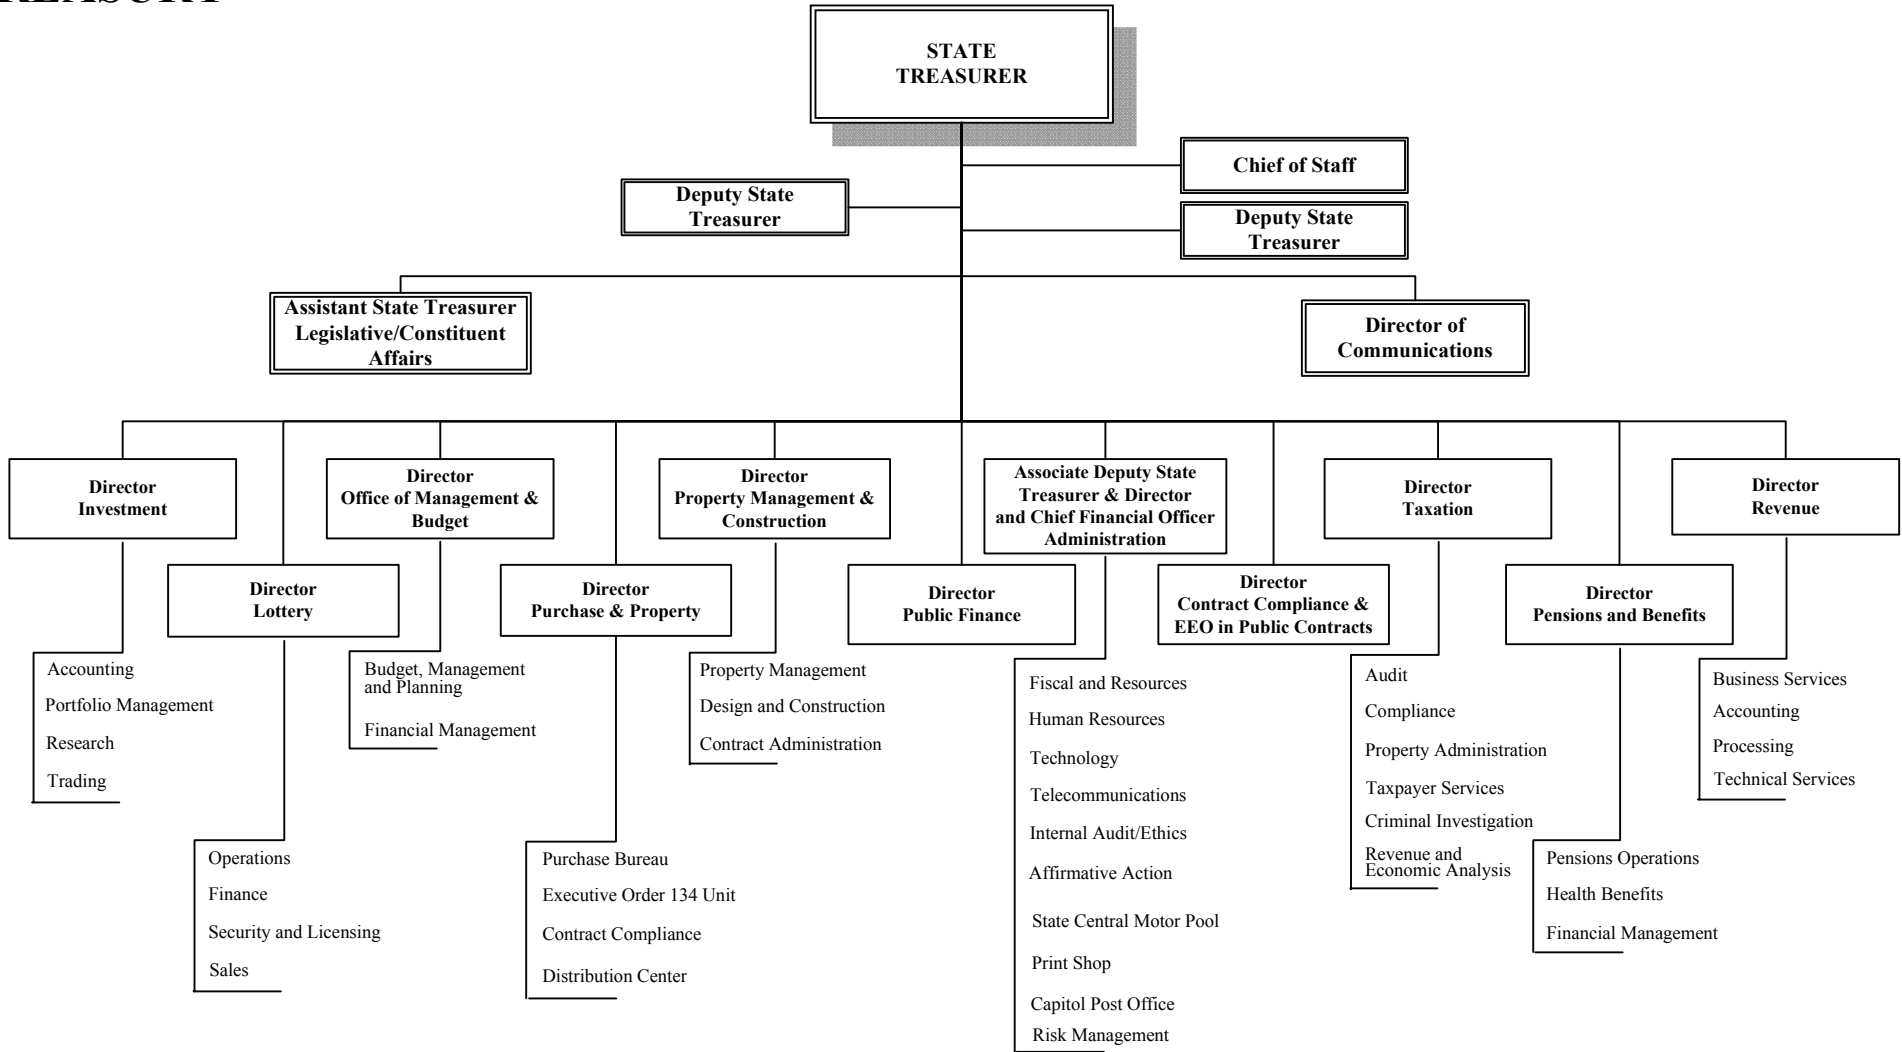 STATE
TREASURER
Chief of Staff
Deputy State
Treasurer
Deputy State
Treasurer
Assistant State Treasurer
Legislative/Constituent
Affairs
Director of
Communications
Director
Investment
Director
Office of Management &
Budget
Director
Property Management &
Construction
Associate Deputy State
Treasurer & Director
and Chief Financial Officer
Administration
Director
Taxation
Director
Revenue
Director
Lottery
Director
Purchase & Property
Director
Public Finance
Director
Contract Compliance &
EEO in Public Contracts
Director
Pensions and Benefits
Accounting
Portfolio Management
Research
Trading
Budget, Management
and Planning
Financial Management
Property Management
Design and Construction
Contract Administration
Fiscal and Resources
Human Resources
Technology
Telecommunications
Internal Audit/Ethics
Affirmative Action
State Central Motor Pool
Print Shop
Capitol Post Office
Risk Management
Audit
Compliance
Property Administration
Taxpayer Services
Criminal Investigation
Revenue and
Economic Analysis
Business Services
Accounting
Processing
Technical Services
Operations
Finance
Security and Licensing
Sales
Purchase Bureau
Executive Order 134 Unit
Contract Compliance
Distribution Center
Pensions Operations
Health Benefits
Financial Management